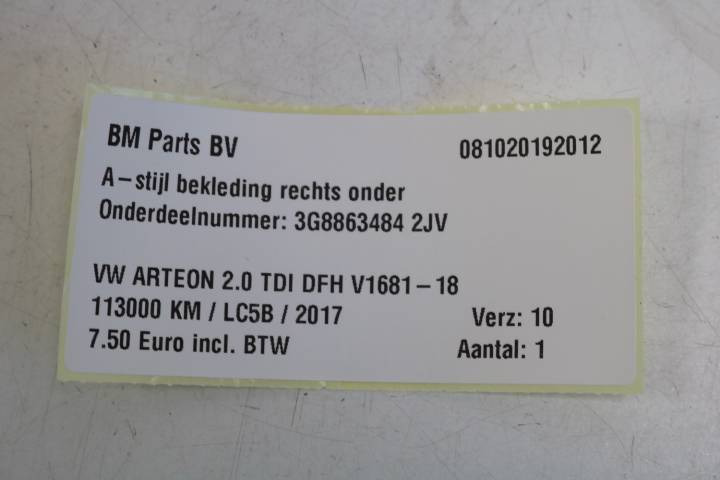 BM Parts BV 081020192012
A-stijl bekleding rechts onder
Onderdeelnummer: 3G8863484 2JV
VW ARTEON 2.0 TDI DFH V1681-18
113000 KM / LC5B / 2017 Verz: 10
7.50 Euro incl. BTW Aantal: 1